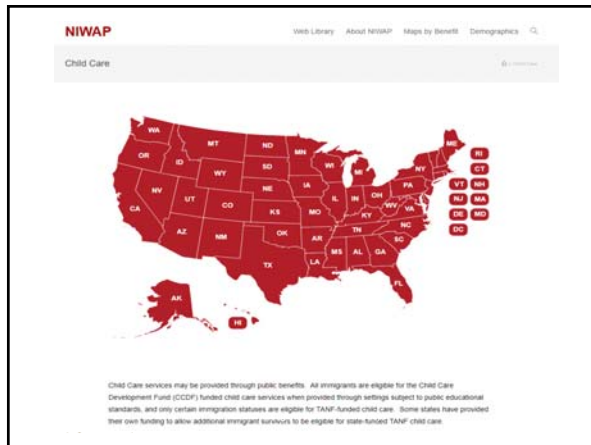 NIWAP
Web Library About NIWAP Maps by Benefit Demographics
Child Care
WA
MT
ND
MN
ME
RI
OR
ID
SD
WI
MI
NY
CT
WY
VT
NH
NV
NE
IA
PA
NJ
MA
UT
CO
IL
IN
OH
WV
VA
DE
MD
CA
KS
MO
KY
DC
AZ
NM
OK
AR
TN
NC
SC
TX
LA
MS
AL
GA
FL
AK
HI
Child Care services may be provided through public benefits. All immigrants are eligible for the Child Care
Development Fund (CCDF) funded child care services when provided through settings subject to public educational
standards, and only certain immigration statuses are eligible for TANF-funded child care. Some states have provided
their own funding to allow additional immigrant survivors to be eligible for state-funded TANF child care.